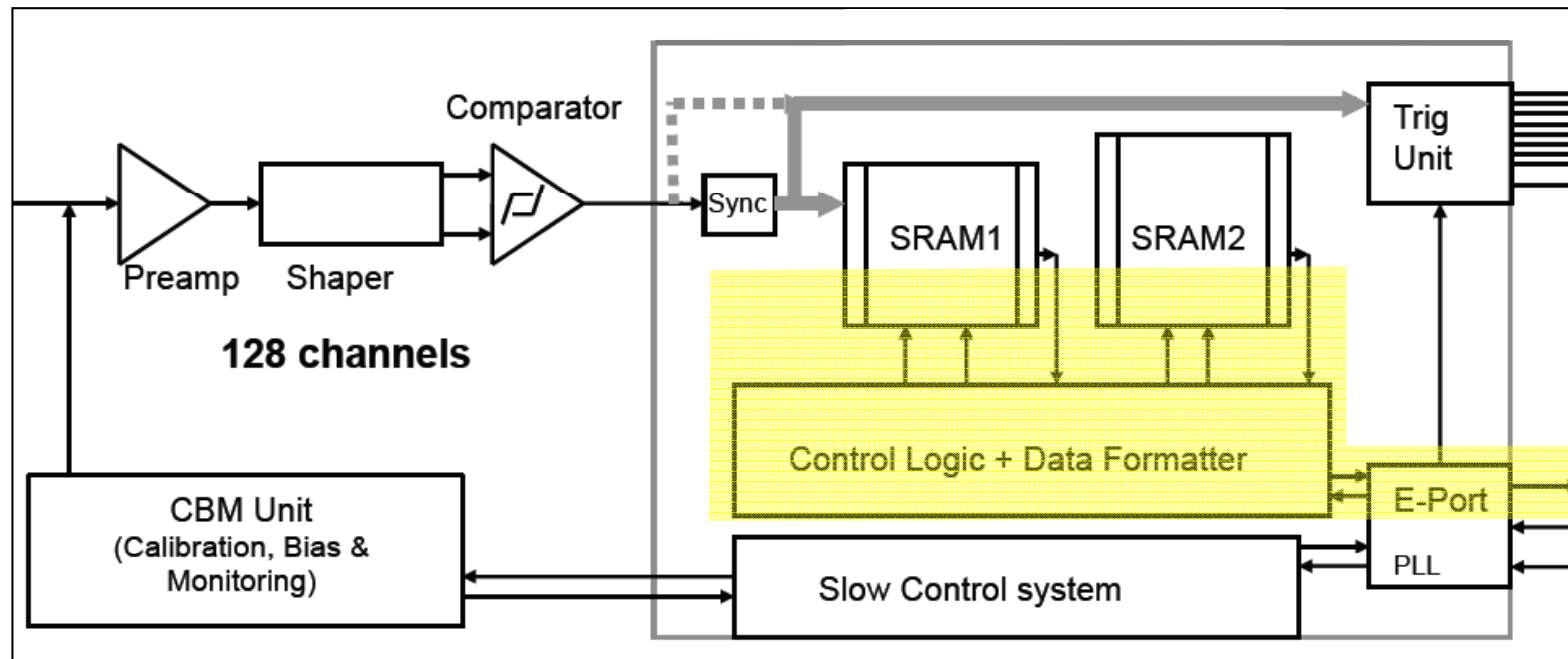 Comparator
Trig
Unit
Sync
SRAM1
SRAM2
Preamp
Shaper
128 channels
Control Logic + Data Formatter
E-Port
PLL
CBM Unit
(Calibration, Bias &
Monitoring)
Slow Control system